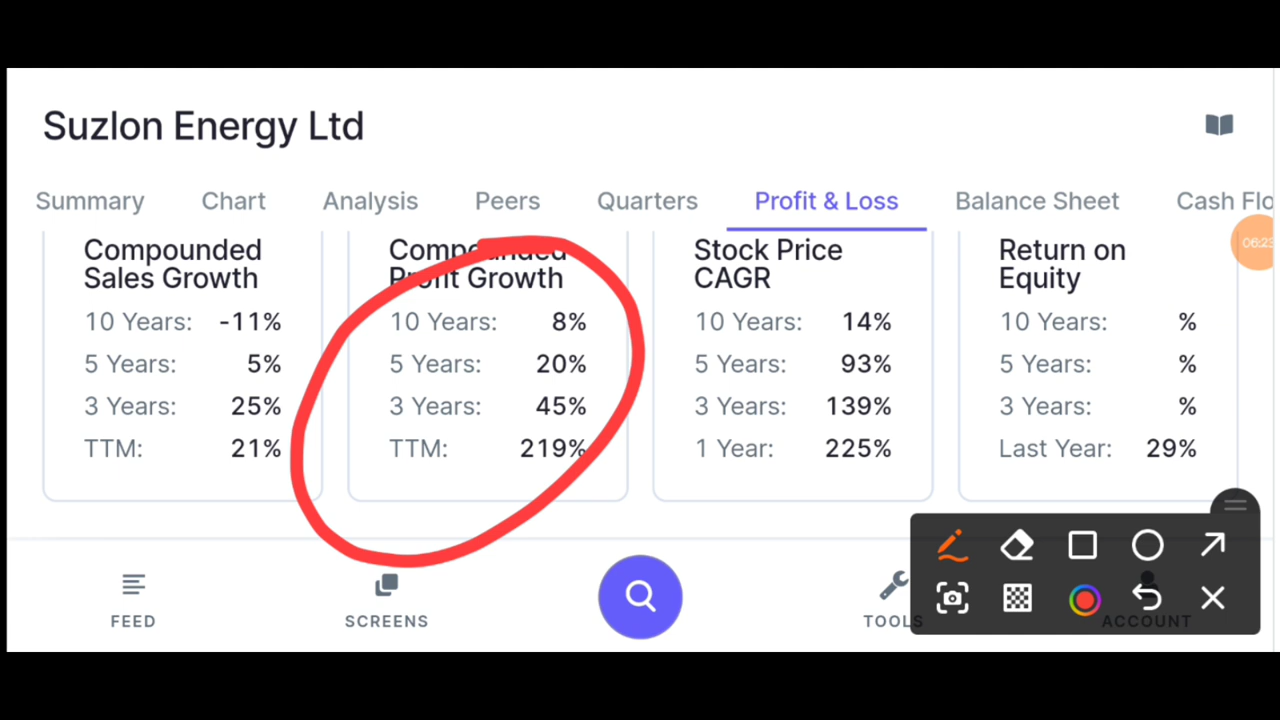 Suzlon Energy Ltd
Summary Chart Analysis Peers Quarters Profit & Loss Balance Sheet Cash Flo
Compounded
Sales Growth
10 Years: -11%
5 Years: 5%
3 Years: 25%
TTM: 21%
Compounded
Profit Growth
10 Years: 8%
5 Years: 20%
3 Years: 45%
TTM: 219%
Stock Price
CAGR
10 Years: 14%
5 Years: 93%
3 Years: 139%
1 Year: 225%
Return on
Equity
10 Years: %
5 Years: %
3 Years: %
Last Year: 29%
06:23
FEED SCREENS TOOLS ACCOUNT